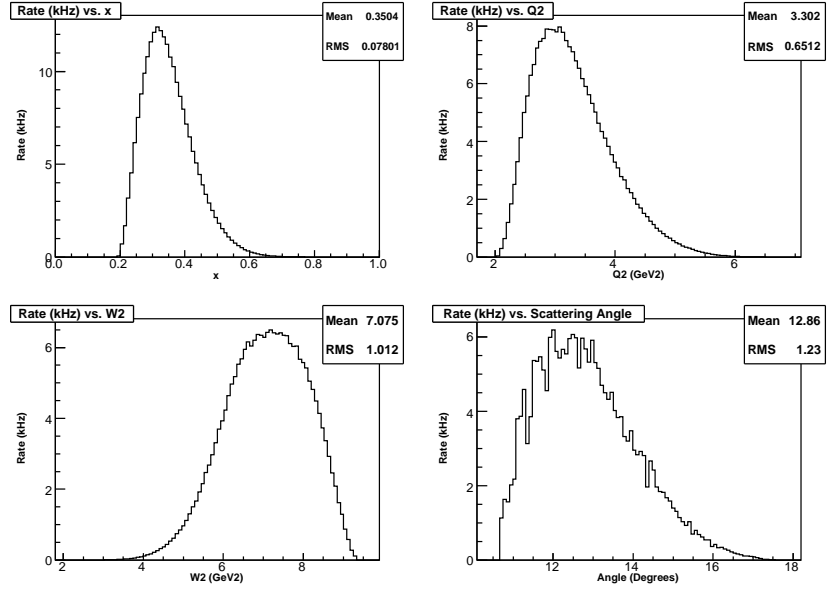 Rate (kHz) vs. x
Mean 0.3504
RMS 0.07801
Rate (kHz)
10
5
0
0.0 0.2 0.4 0.6 0.8 1.0
x
Rate (kHz) vs. Q2
Mean 3.302
RMS 0.6512
Rate (kHz)
8
6
4
2
0
2 4 6
Q2 (GeV2)
Rate (kHz) vs. W2
Mean 7.075
RMS 1.012
Rate (kHz)
6
4
2
0
2 4 6 8
W2 (GeV2)
Rate (kHz) vs. Scattering Angle
Mean 12.86
RMS 1.23
Rate (kHz)
6
4
2
0
12 14 16 18
Angle (Degrees)